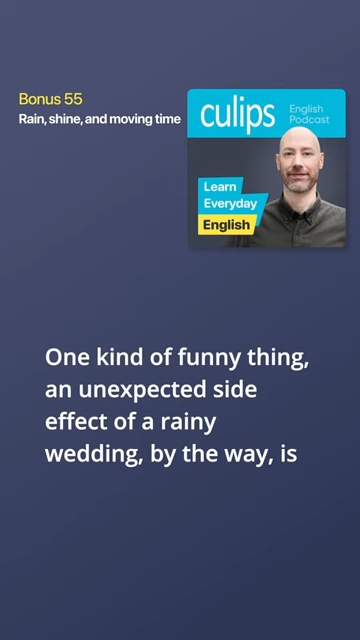 Bonus 55
Rain, shine, and moving time
culips
English
Podcast
Learn
Everyday
English
One kind of funny thing,
an unexpected side
effect of a rainy
wedding, by the way, is